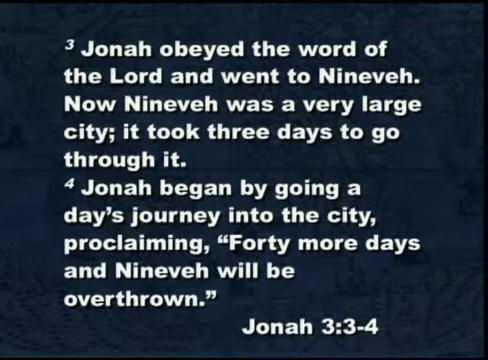 3 Jonah obeyed the word of
the Lord and went to Nineveh.
Now Nineveh was a very large
city; it took three days to go
through it.
4 Jonah began by going a
day's journey into the city,
proclaiming, “Forty more days
and Nineveh will be
overthrown.”
Jonah 3:3-4